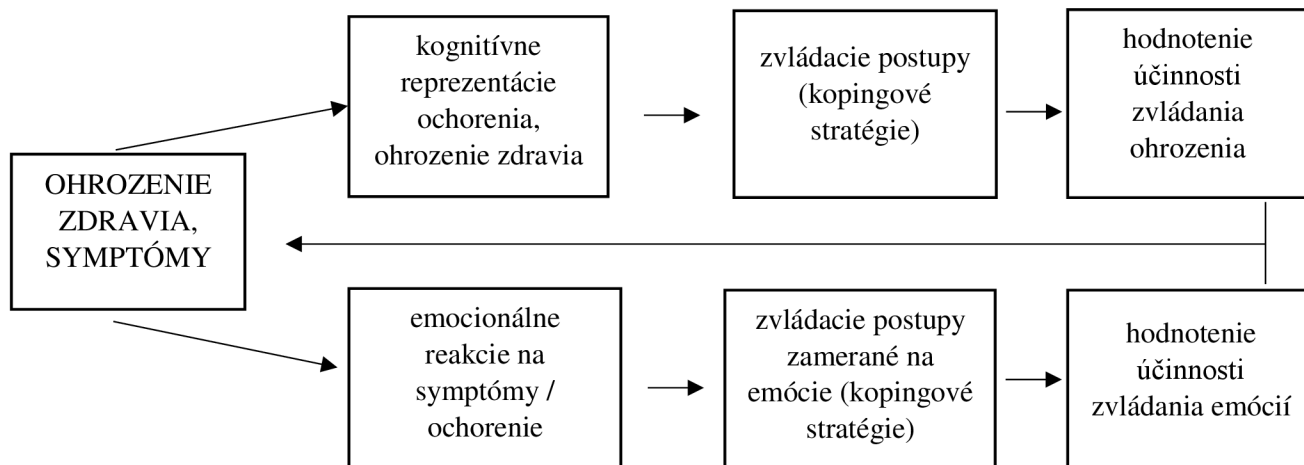 kognitívne
reprezentácie
ochorenia,
ohrozenie zdravia
zvládacie postupy
(kopingové
stratégie)
hodnotenie
účinnosti
zvládania
ohrozenia
OHROZENIE
ZDRAVIA,
SYMPTÓMY
emocionálne
reakcie na
symptómy /
ochorenie
zvládacie postupy
zamerané na
emócie (kopingové
stratégie)
hodnotenie
účinnosti
zvládania emócií